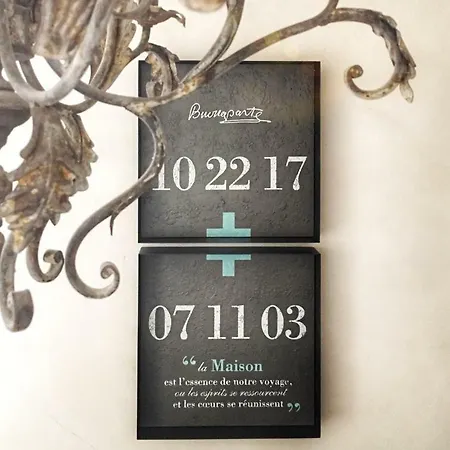 Buonaparte
10 22 17
07 11 03
“la Maison
est l'essence de notre voyage,
ou les esprits se ressourcent
et les cœurs se réunissent”